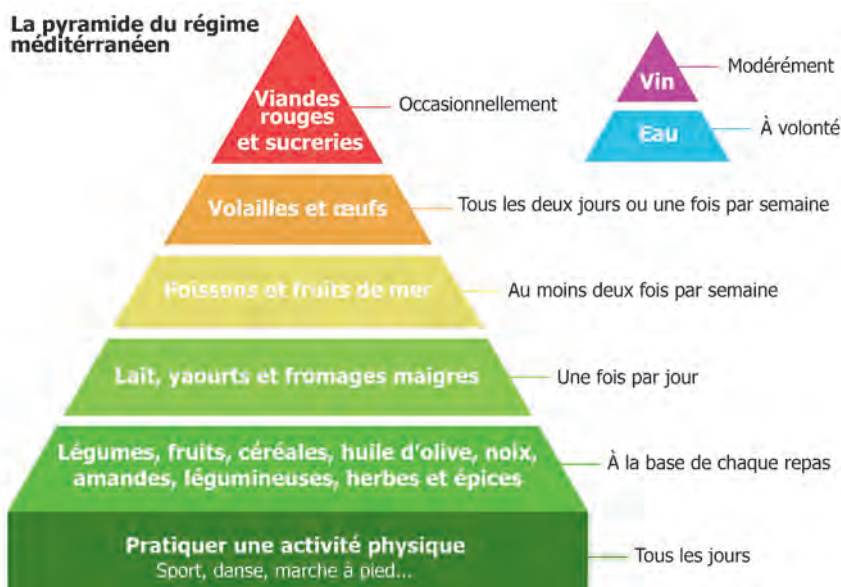 La pyramide du régime
méditérranéen
Viandes
rouges
et sucreries
Occasionnellement
Vin
Modérément
Eau
À volonté
Volailles et œufs
Tous les deux jours ou une fois par semaine
Poissons et fruits de mer
Au moins deux fois par semaine
Lait, yaourts et fromages maigres
Une fois par jour
Légumes, fruits, céréales, huile d'olive, noix,
amandes, légumineuses, herbes et épices
À la base de chaque repas
Pratiquer une activité physique
Sport, danse, marche à pied...
Tous les jours